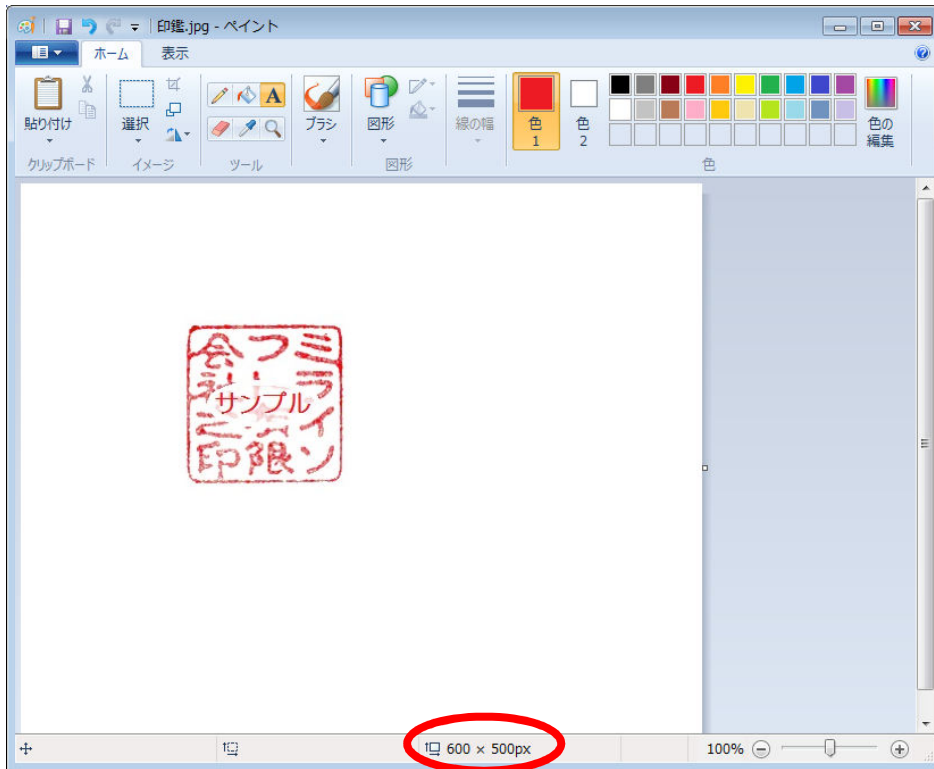 印鑑.jpg - ペイント
ホーム 表示
貼り付け
選択
A
ブラシ
図形
線の幅
色
1
色
2
色の
編集
クリップボード
イメージ
ツール
図形
色
ミライソ
フ 限
会社之印
サンプル
600 × 500px
100%